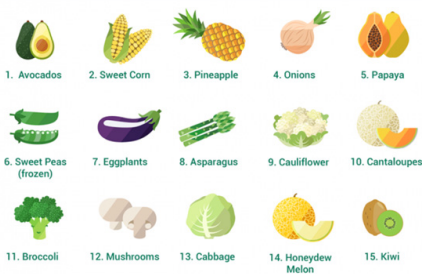 1. Avocados
2. Sweet Corn
3. Pineapple
4. Onions
5. Papaya
6. Sweet Peas
(frozen)
7. Eggplants
8. Asparagus
9. Cauliflower
10. Cantaloupes
11. Broccoli
12. Mushrooms
13. Cabbage
14. Honeydew
Melon
15. Kiwi